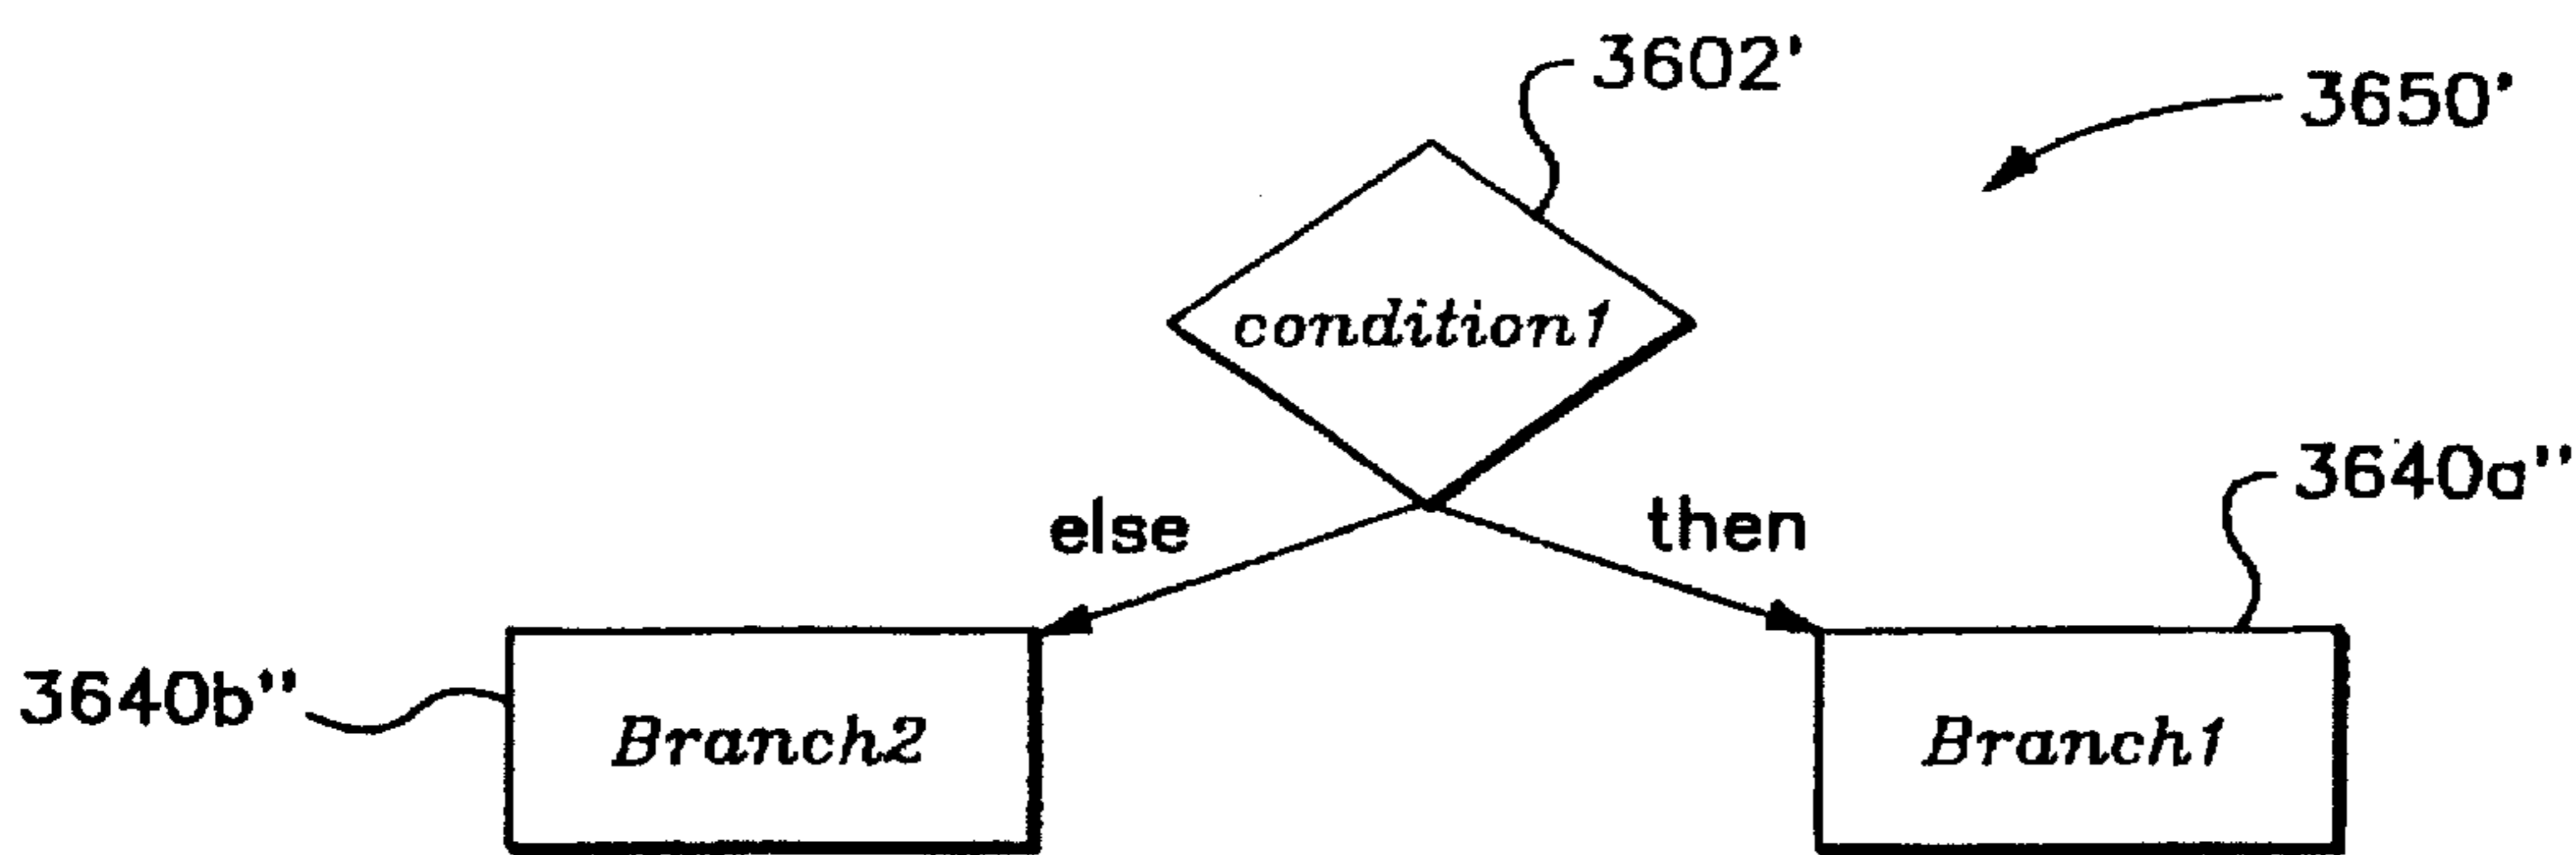 3602'
3650'
condition1
else
then
3640a''
3640b''
Branch2
Branch1